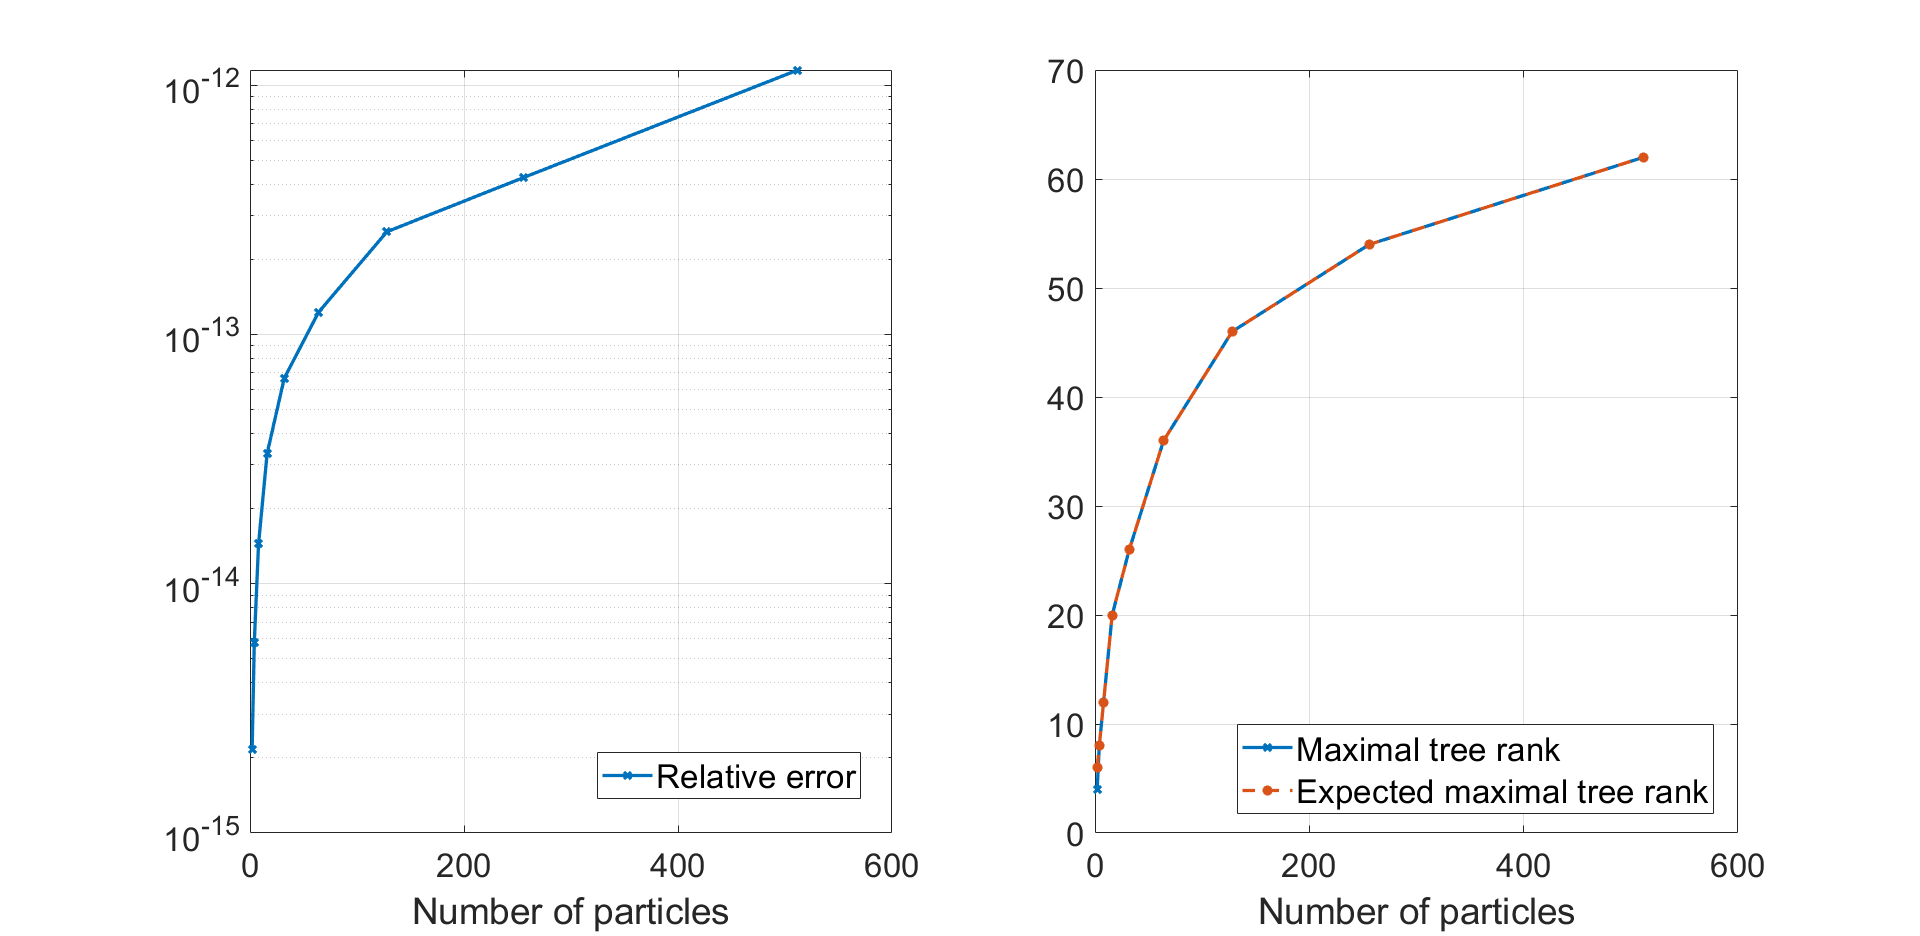 10^-12
10^-13
10^-14
10^-15
0 200 400 600
Number of particles
Relative error
70
60
50
40
30
20
10
0
0 200 400 600
Number of particles
Maximal tree rank
Expected maximal tree rank